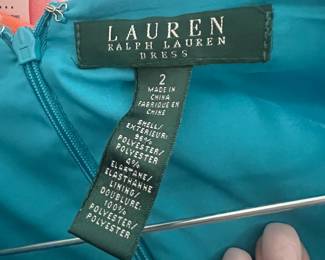 LAUREN
RALPH LAUREN
DRESS
2
MADE IN
CHINA
FABRIQUE EN
CHINE
SHELL/
EXTERIEUR:
96%
POLYESTER/
POLYESTER
4%
ELASTANE/
ELASTHANNE
LINING/
DOUBLURE:
100%
POLYESTER/
POLYESTER